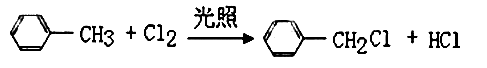 CH3 + Cl2 光照 CH2Cl + HCl